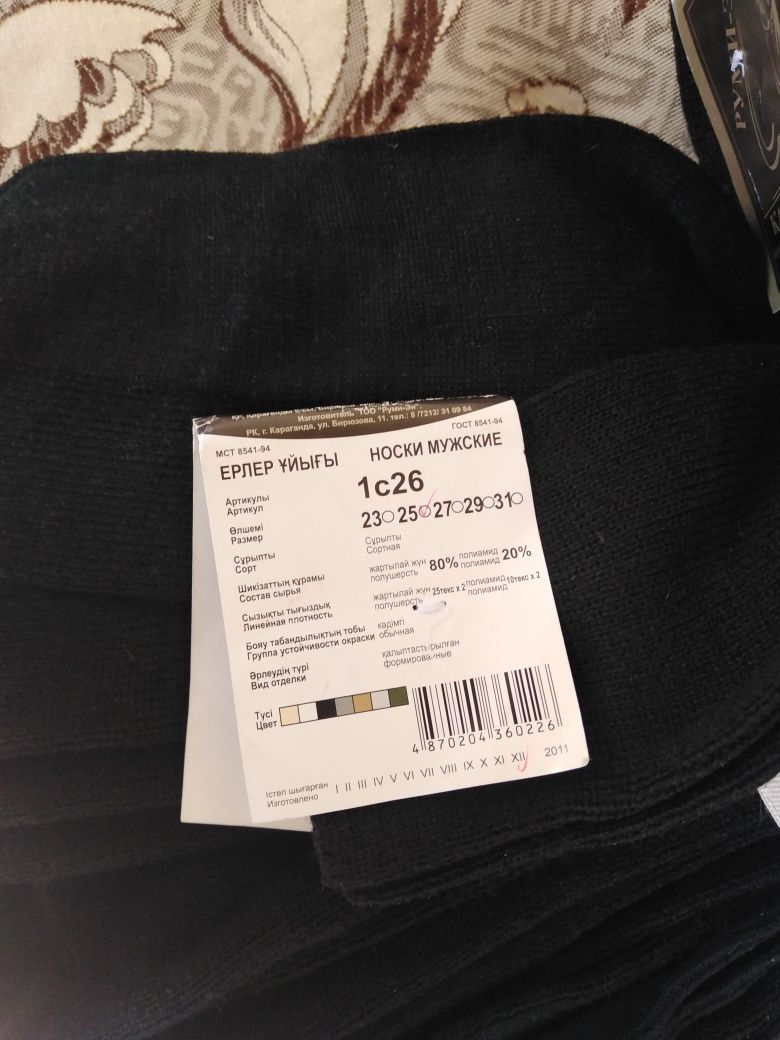 РУМИ-Э
Изготовитель "ТОО "Руми-Эн".
РК, г. Караганда, ул. Бирюзова, 11. тел.: 8 /7212/ 31 09 84
МСТ 8541-94 ГОСТ 8541-94
ЕРЛЕР ҰЙЫҒЫ НОСКИ МУЖСКИЕ
Артикулы
Артикул
1с26
Өлшемі
Размер
23 25 27 29 31
Сұрыпты
Сорт
Сұрыпты
Сортная
Шикізаттың құрамы
Состав сырья
жартылай жүн
полушерсть
80%
полиамид
полиамид
20%
Сызықты тығыздық
Линейная плотность
жартылай жүн
полушерсть
25текс х 2
полиамид
полиамид
10текс х 2
Бояу табандылықтың тобы
Группа устойчивости окраски
кәдімгі
обычная
Әрлеудің түрі
Вид отделки
қалыптастырылған
формированные
Түсі
Цвет
4 870204 360226
Істеп шығарған
Изготовлено
I II III IV V VI VII VIII IX X XI XII 2011